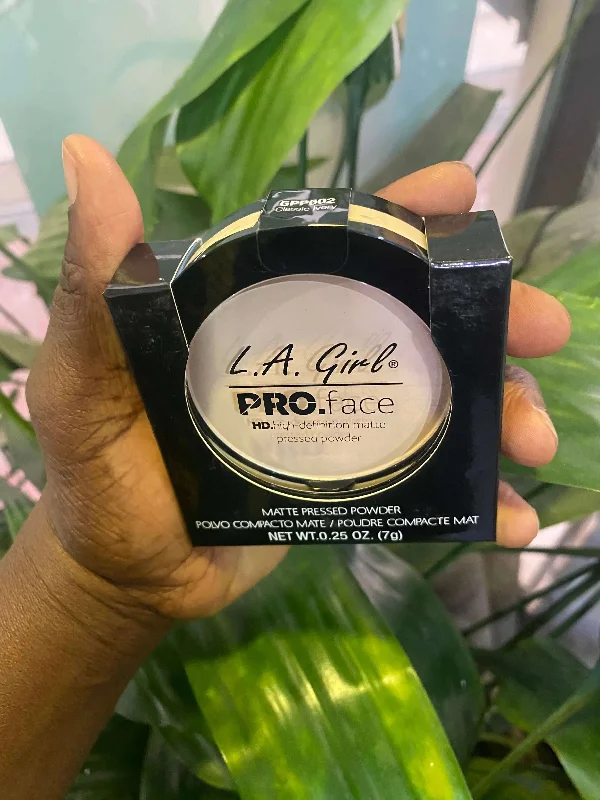 GPP602
Classic Ivory
L.A. Girl®
PRO.face
HD.high-definition matte
pressed powder
MATTE PRESSED POWDER
POLVO COMPACTO MATE / POUDRE COMPACTE MAT
NET WT.0.25 OZ. (7g)